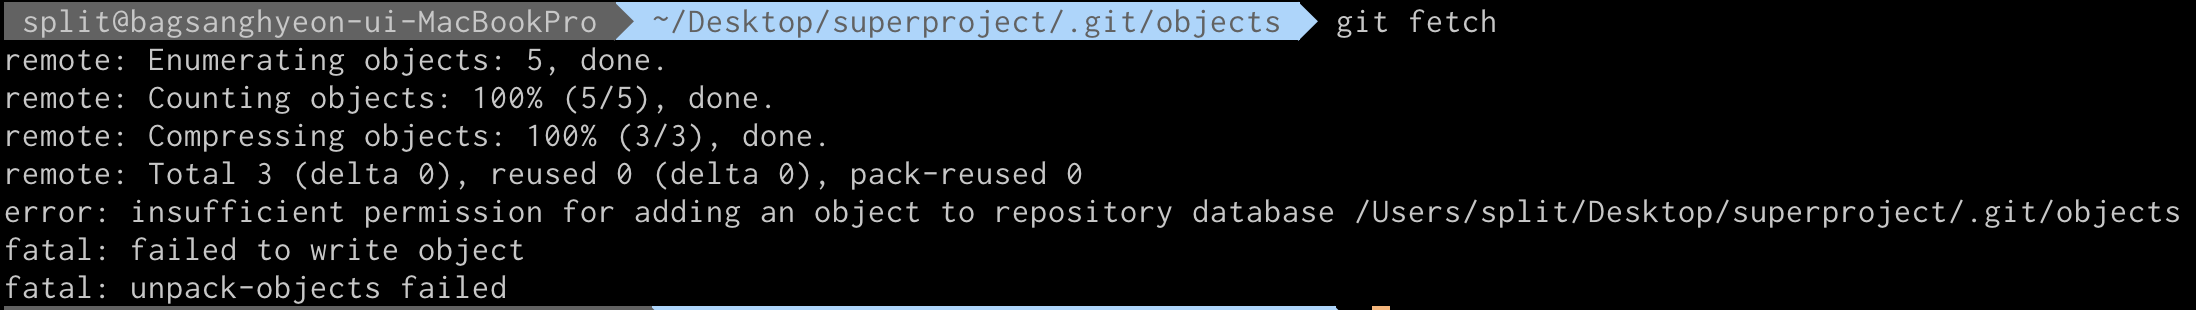 split@bagsanghyeon-ui-MacBookPro ~/Desktop/superproject/.git/objects git fetch
remote: Enumerating objects: 5, done.
remote: Counting objects: 100% (5/5), done.
remote: Compressing objects: 100% (3/3), done.
remote: Total 3 (delta 0), reused 0 (delta 0), pack-reused 0
error: insufficient permission for adding an object to repository database /Users/split/Desktop/superproject/.git/objects
fatal: failed to write object
fatal: unpack-objects failed